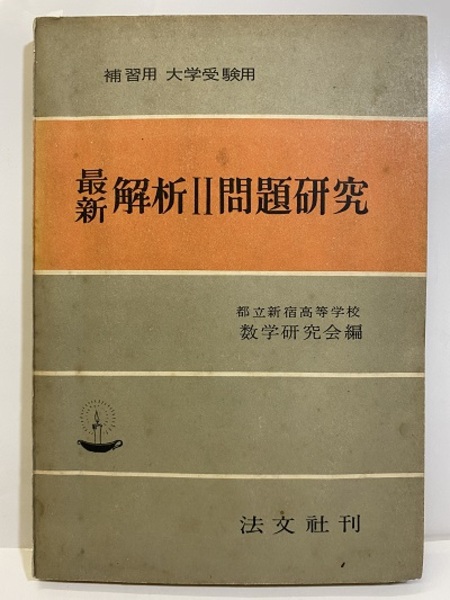 補習用 大学受験用
最新 解析II問題研究
都立新宿高等学校
数学研究会編
法文社刊